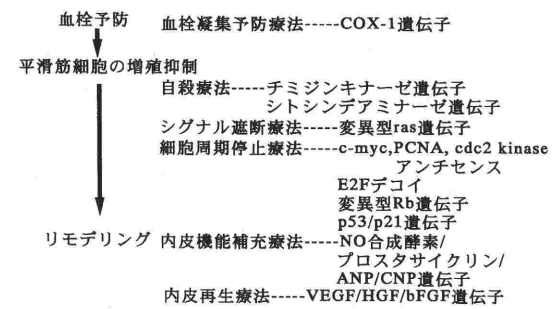 血栓予防 血栓凝集予防療法-----COX-1遺伝子
平滑筋細胞の増殖抑制
自殺療法-----チミジンキナーゼ遺伝子
シトシンデアミナーゼ遺伝子
シグナル遮断療法-----変異型ras遺伝子
細胞周期停止療法-----c-myc,PCNA, cdc2 kinase
アンチセンス
E2Fデコイ
変異型Rb遺伝子
p53/p21遺伝子
リモデリング 内皮機能補充療法-----NO合成酵素/
プロスタサイクリン/
ANP/CNP遺伝子
内皮再生療法-----VEGF/HGF/bFGF遺伝子